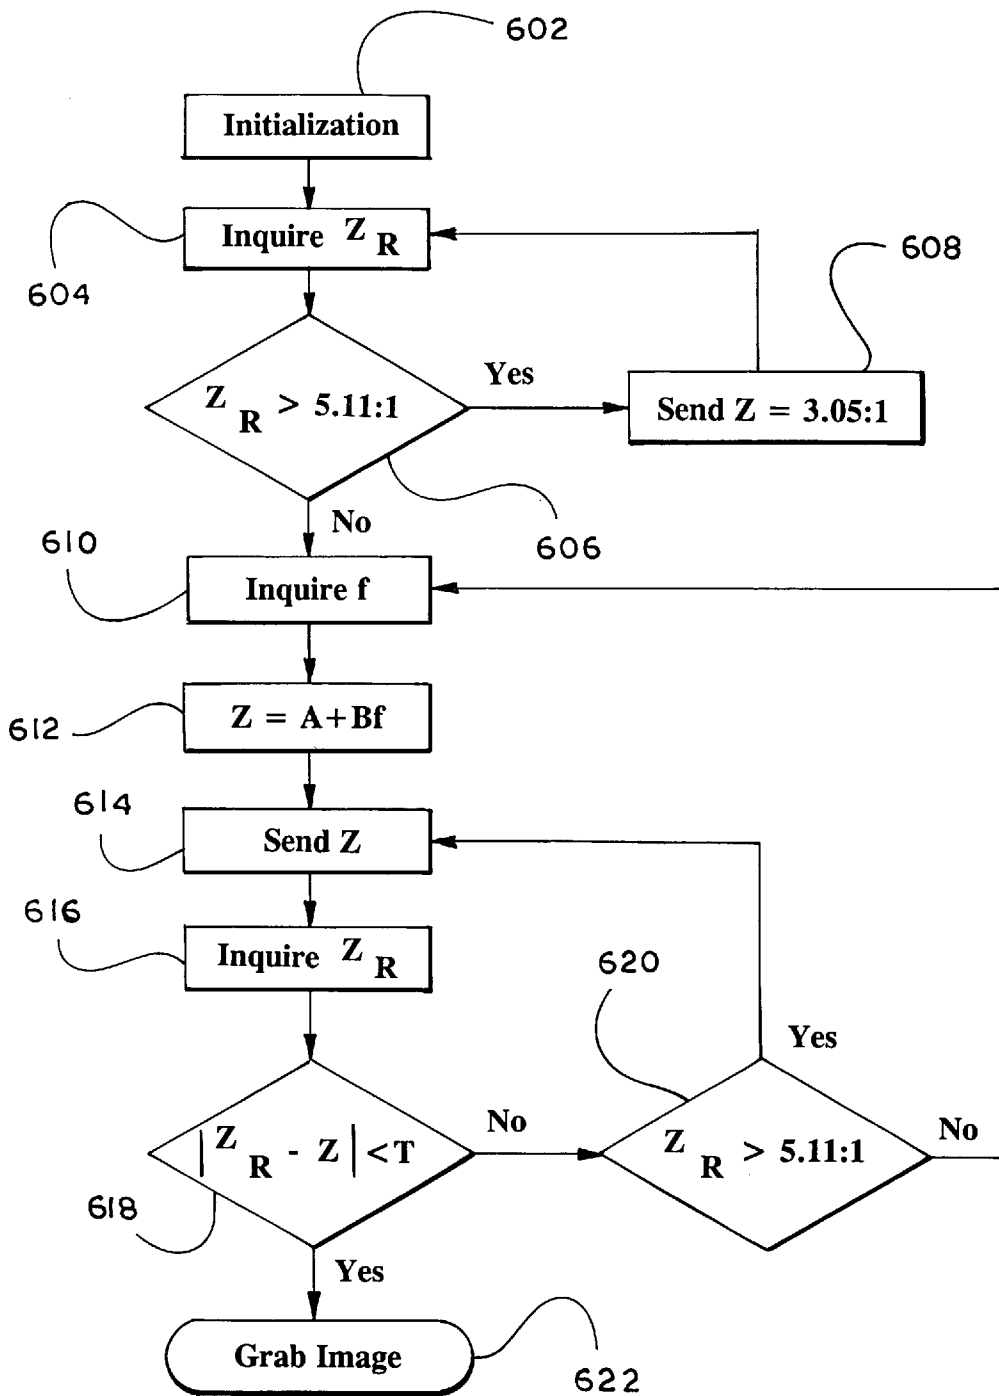 602
Initialization
Inquire Z R
604
608
Z R > 5.11:1
Yes
Send Z = 3.05:1
No
606
610
Inquire f
612
Z = A+Bf
614
Send Z
616
Inquire Z R
620
Yes
| Z R - Z | < T
No
Z R > 5.11:1
No
618
Yes
Grab Image
622